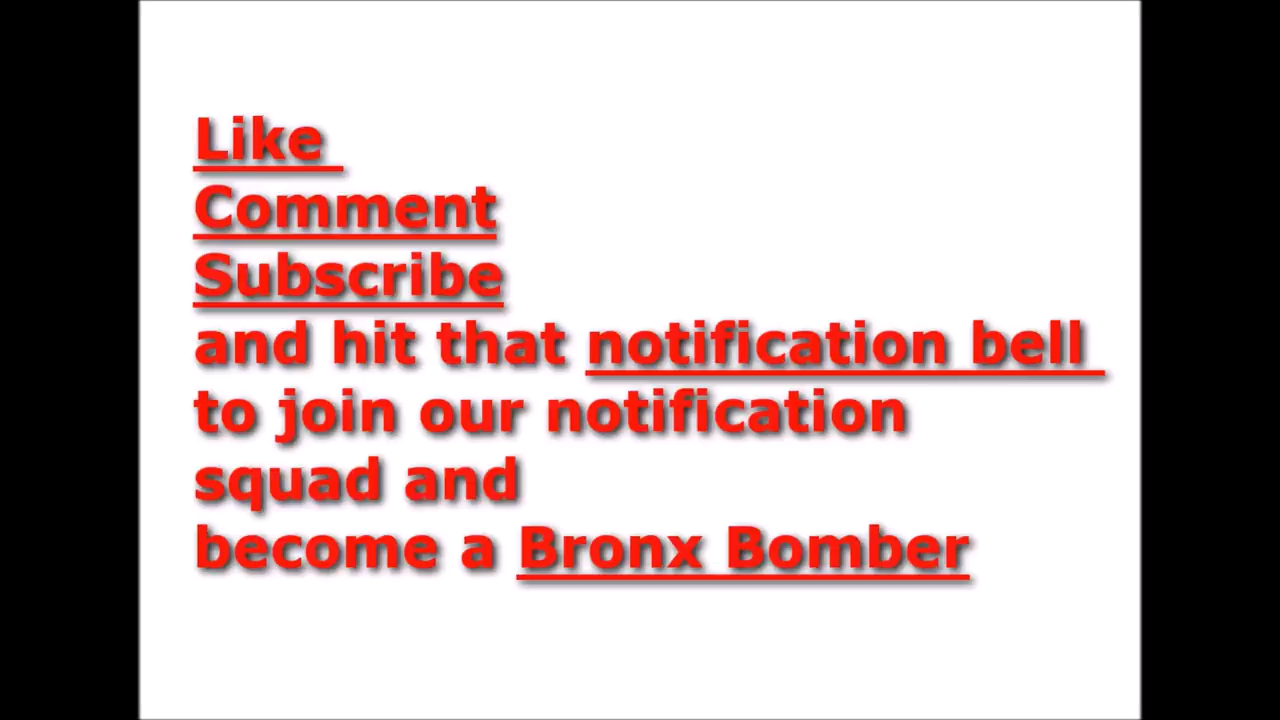 Like
Comment
Subscribe
and hit that notification bell
to join our notification
squad and
become a Bronx Bomber